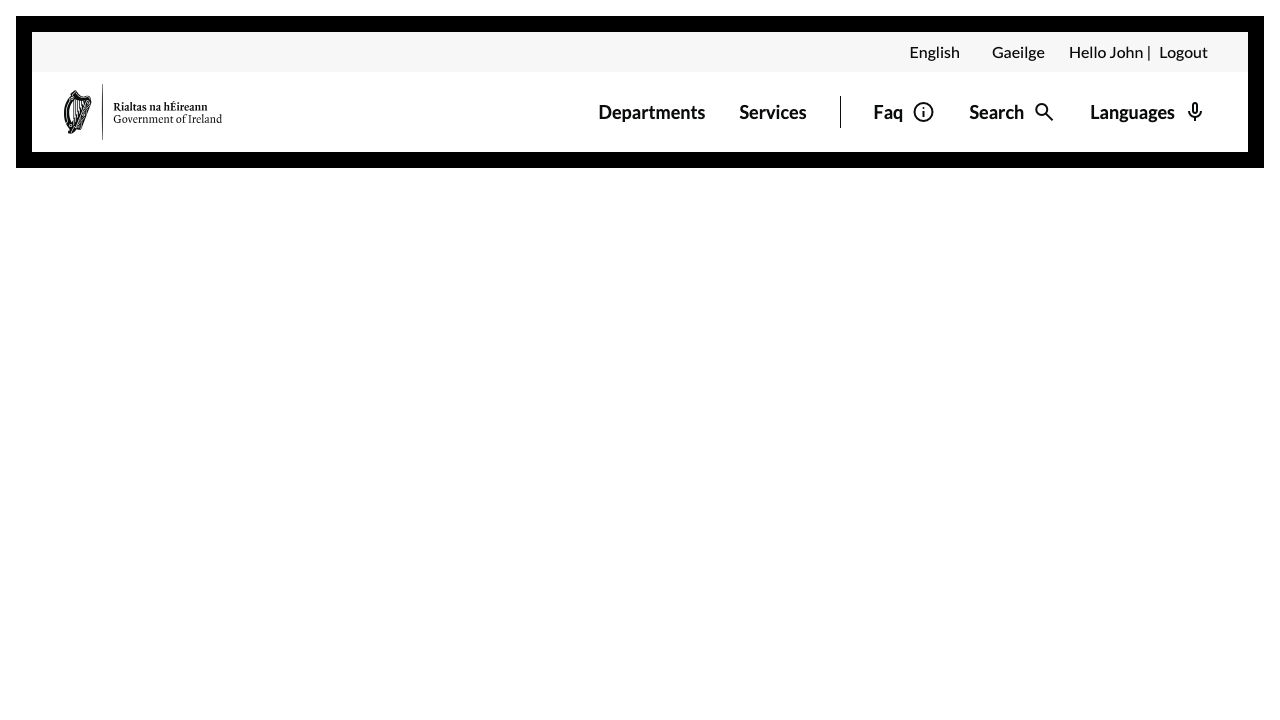 English Gaeilge Hello John | Logout
Rialtas na hÉireann
Government of Ireland
Departments Services Faq Search Languages